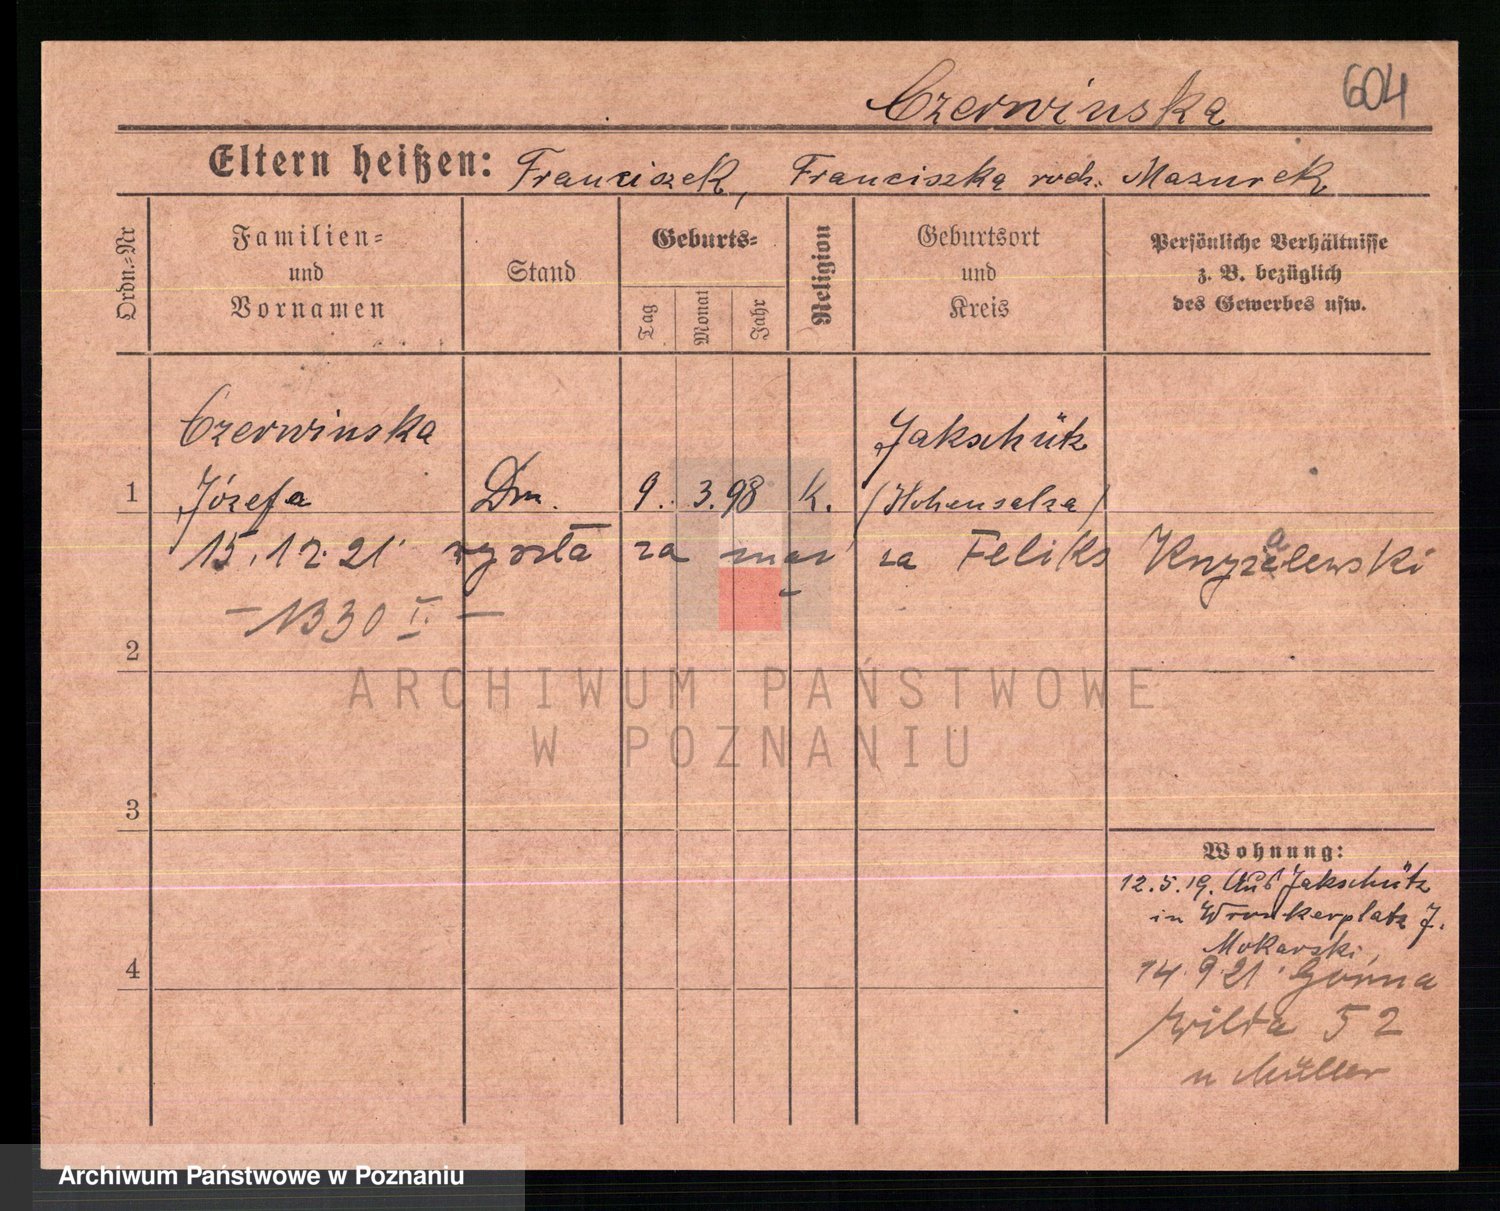 Czerwinska 604
Eltern heißen: Franciszek, Franciszka rodz. Mazurek
Ordn.=Nr
Familien=
und
Vornamen
Stand
Geburts=
Tag
Monat
Jahr
Religion
Geburtsort
und
Kreis
Persönliche Verhältnisse
z. B. bezüglich
des Gewerbes usw.
Czerwinska Jakschütz
1 Józefa Dm. 9. 3. 98 K. (Hohensalza)
15.12.21 wyszła za mąż za Feliks
– 1330 I. –
2
ARCHIWUM PAŃSTWOWE
W POZNANIU
3
Wohnung:
12.5.19. Aus Jakschütz
in Wronkerplatz 7.
Mokarski,
4
14.9.21 Górna
Wilda 52
u Müller
Archiwum Państwowe w Poznaniu